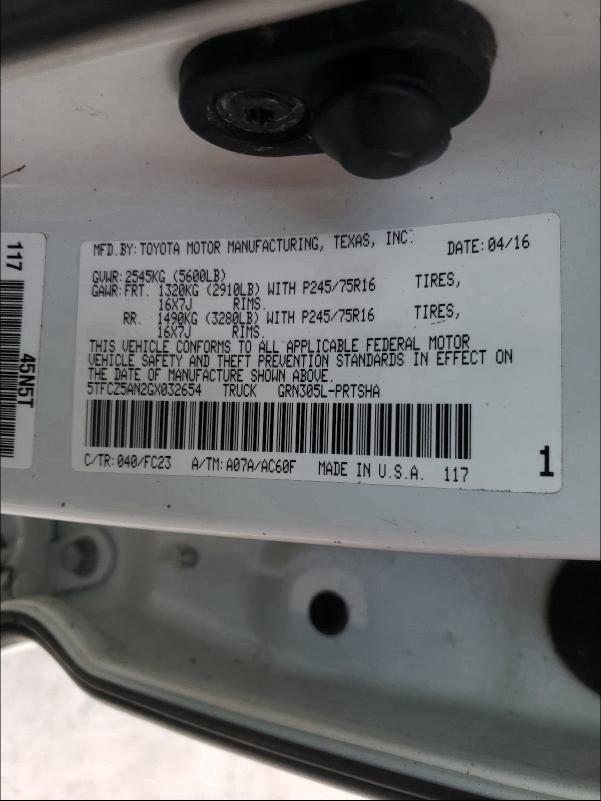 MFD.BY: TOYOTA MOTOR MANUFACTURING, TEXAS, INC. DATE: 04/16
GVWR: 2545KG (5600LB)
GAWR: FRT. 1320KG (2910LB) WITH P245/75R16 TIRES,
16X7J RIMS.
RR. 1490KG (3280LB) WITH P245/75R16 TIRES,
16X7J RIMS.
THIS VEHICLE CONFORMS TO ALL APPLICABLE FEDERAL MOTOR
VEHICLE SAFETY AND THEFT PREVENTION STANDARDS IN EFFECT ON
THE DATE OF MANUFACTURE SHOWN ABOVE.
5TFCZ5AN2GX032654 TRUCK GRN305L-PRTSHA
C/TR: 040/FC23 A/TM: A07A/AC60F MADE IN U.S.A. 117 1
117
45N5T